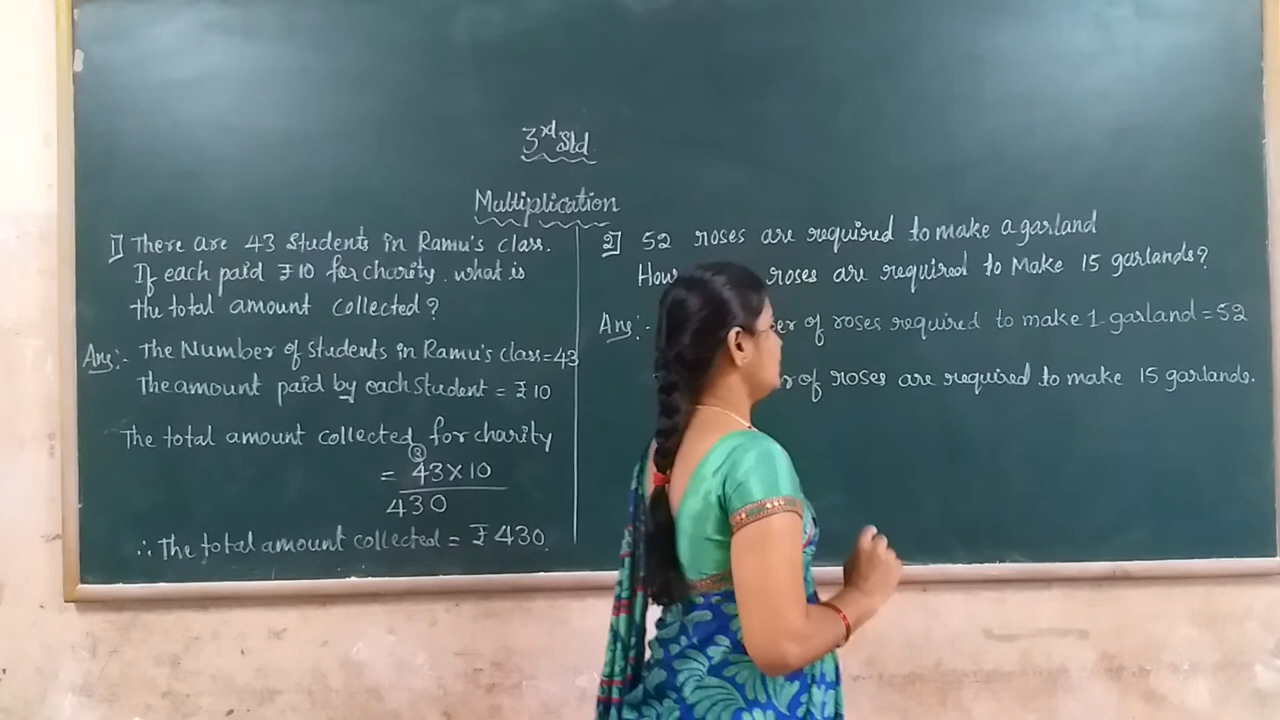 3rd Std
Multiplication
1] There are 43 Students in Ramu's class.
If each paid ₹10 for charity. what is
the total amount collected?
Ans:- The Number of Students in Ramu's class=43
The amount paid by each Student = ₹10
The total amount collected for charity
3
= 43×10
430
∴ The total amount collected = ₹430.
2] 52 roses are required to make a garland
How roses are required to Make 15 garlands?
Ans:- of roses required to make 1 garland = 52
of roses are required to make 15 garlands.